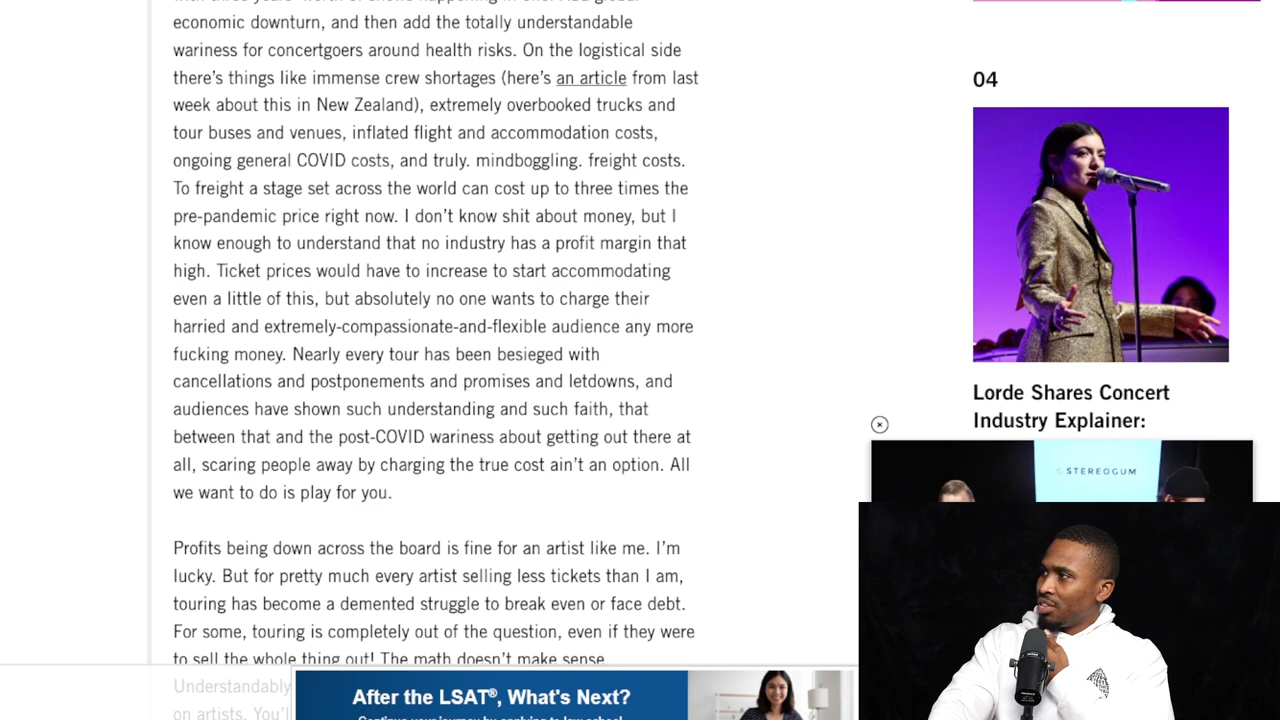 economic downturn, and then add the totally understandable
wariness for concertgoers around health risks. On the logistical side
there’s things like immense crew shortages (here’s an article from last
week about this in New Zealand), extremely overbooked trucks and
tour buses and venues, inflated flight and accommodation costs,
ongoing general COVID costs, and truly. mindboggling. freight costs.
To freight a stage set across the world can cost up to three times the
pre-pandemic price right now. I don’t know shit about money, but I
know enough to understand that no industry has a profit margin that
high. Ticket prices would have to increase to start accommodating
even a little of this, but absolutely no one wants to charge their
harried and extremely-compassionate-and-flexible audience any more
fucking money. Nearly every tour has been besieged with
cancellations and postponements and promises and letdowns, and
audiences have shown such understanding and such faith, that
between that and the post-COVID wariness about getting out there at
all, scaring people away by charging the true cost ain’t an option. All
we want to do is play for you.
Profits being down across the board is fine for an artist like me. I’m
lucky. But for pretty much every artist selling less tickets than I am,
touring has become a demented struggle to break even or face debt.
For some, touring is completely out of the question, even if they were
to sell the whole thing out! The math doesn’t make sense
Understandably
on artists. You’l
04
Lorde Shares Concert
Industry Explainer:
STEREOGUM
After the LSAT®, What's Next?
Continue your journey by applying to law school